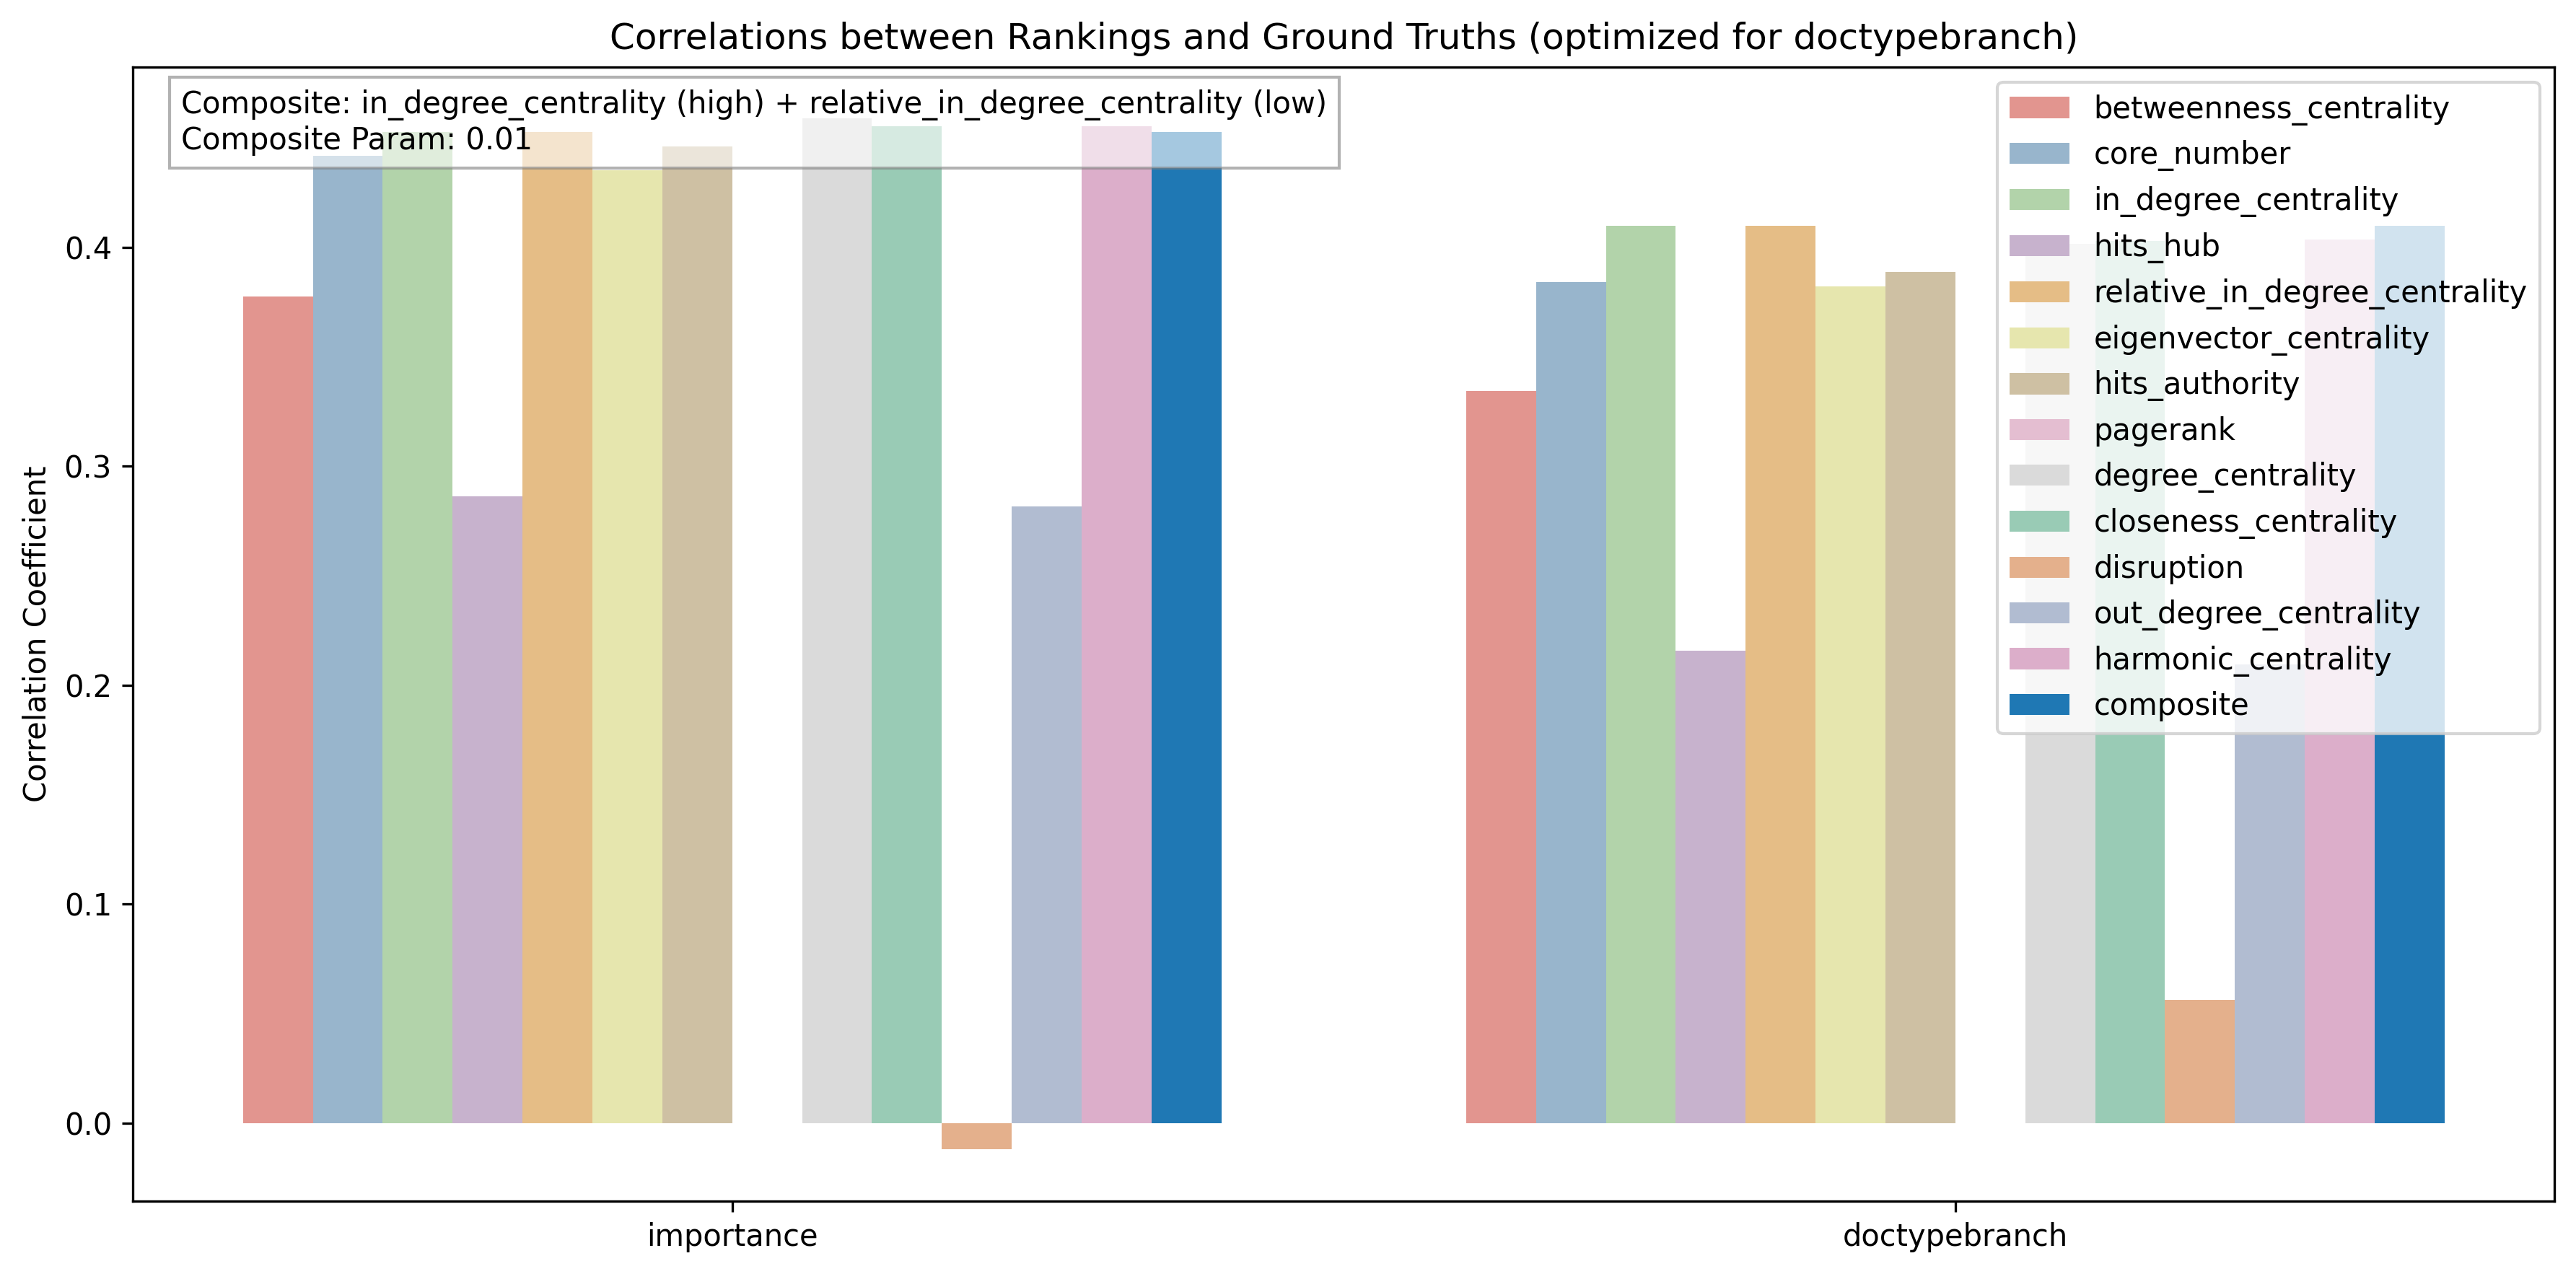 Correlations between Rankings and Ground Truths (optimized for doctypebranch)
Composite: in_degree_centrality (high) + relative_in_degree_centrality (low)
Composite Param: 0.01
betweenness_centrality
core_number
in_degree_centrality
hits_hub
relative_in_degree_centrality
eigenvector_centrality
hits_authority
pagerank
degree_centrality
closeness_centrality
disruption
out_degree_centrality
harmonic_centrality
composite
Correlation Coefficient
0.4
0.3
0.2
0.1
0.0
importance
doctypebranch